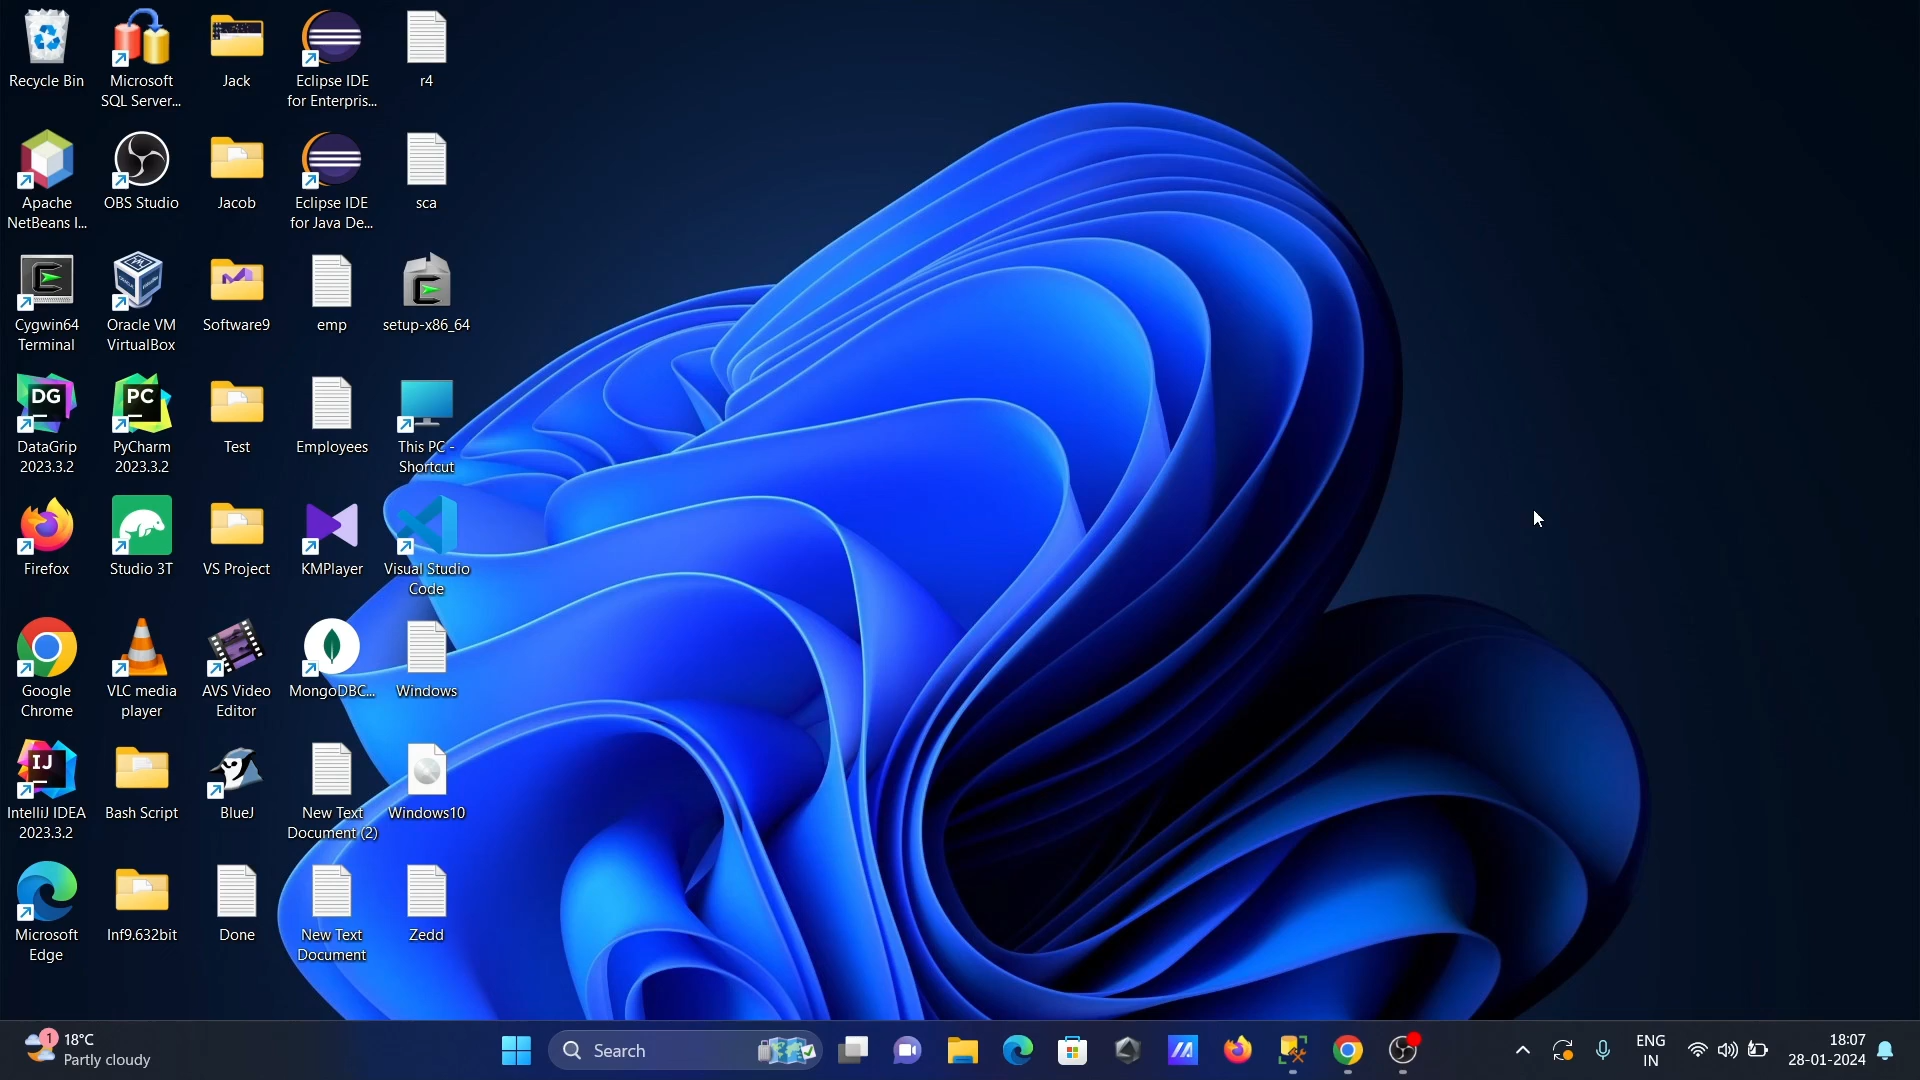 Recycle Bin
Microsoft
SQL Server...
Jack
Eclipse IDE
for Enterpris...
r4
Apache
NetBeans I...
OBS Studio
Jacob
Eclipse IDE
for Java De...
sca
Cygwin64
Terminal
Oracle VM
VirtualBox
Software9
emp
setup-x86_64
DG
DataGrip
2023.3.2
PC
PyCharm
2023.3.2
Test
Employees
This PC -
Shortcut
Firefox
Studio 3T
VS Project
KMPlayer
Visual Studio
Code
Google
Chrome
VLC media
player
AVS Video
Editor
MongoDBC...
Windows
IJ
IntelliJ IDEA
2023.3.2
Bash Script
BlueJ
New Text
Document (2)
Windows10
Microsoft
Edge
Inf9.632bit
Done
New Text
Document
Zedd
1
18°C
Partly cloudy
Search
ENG
IN
18:07
28-01-2024